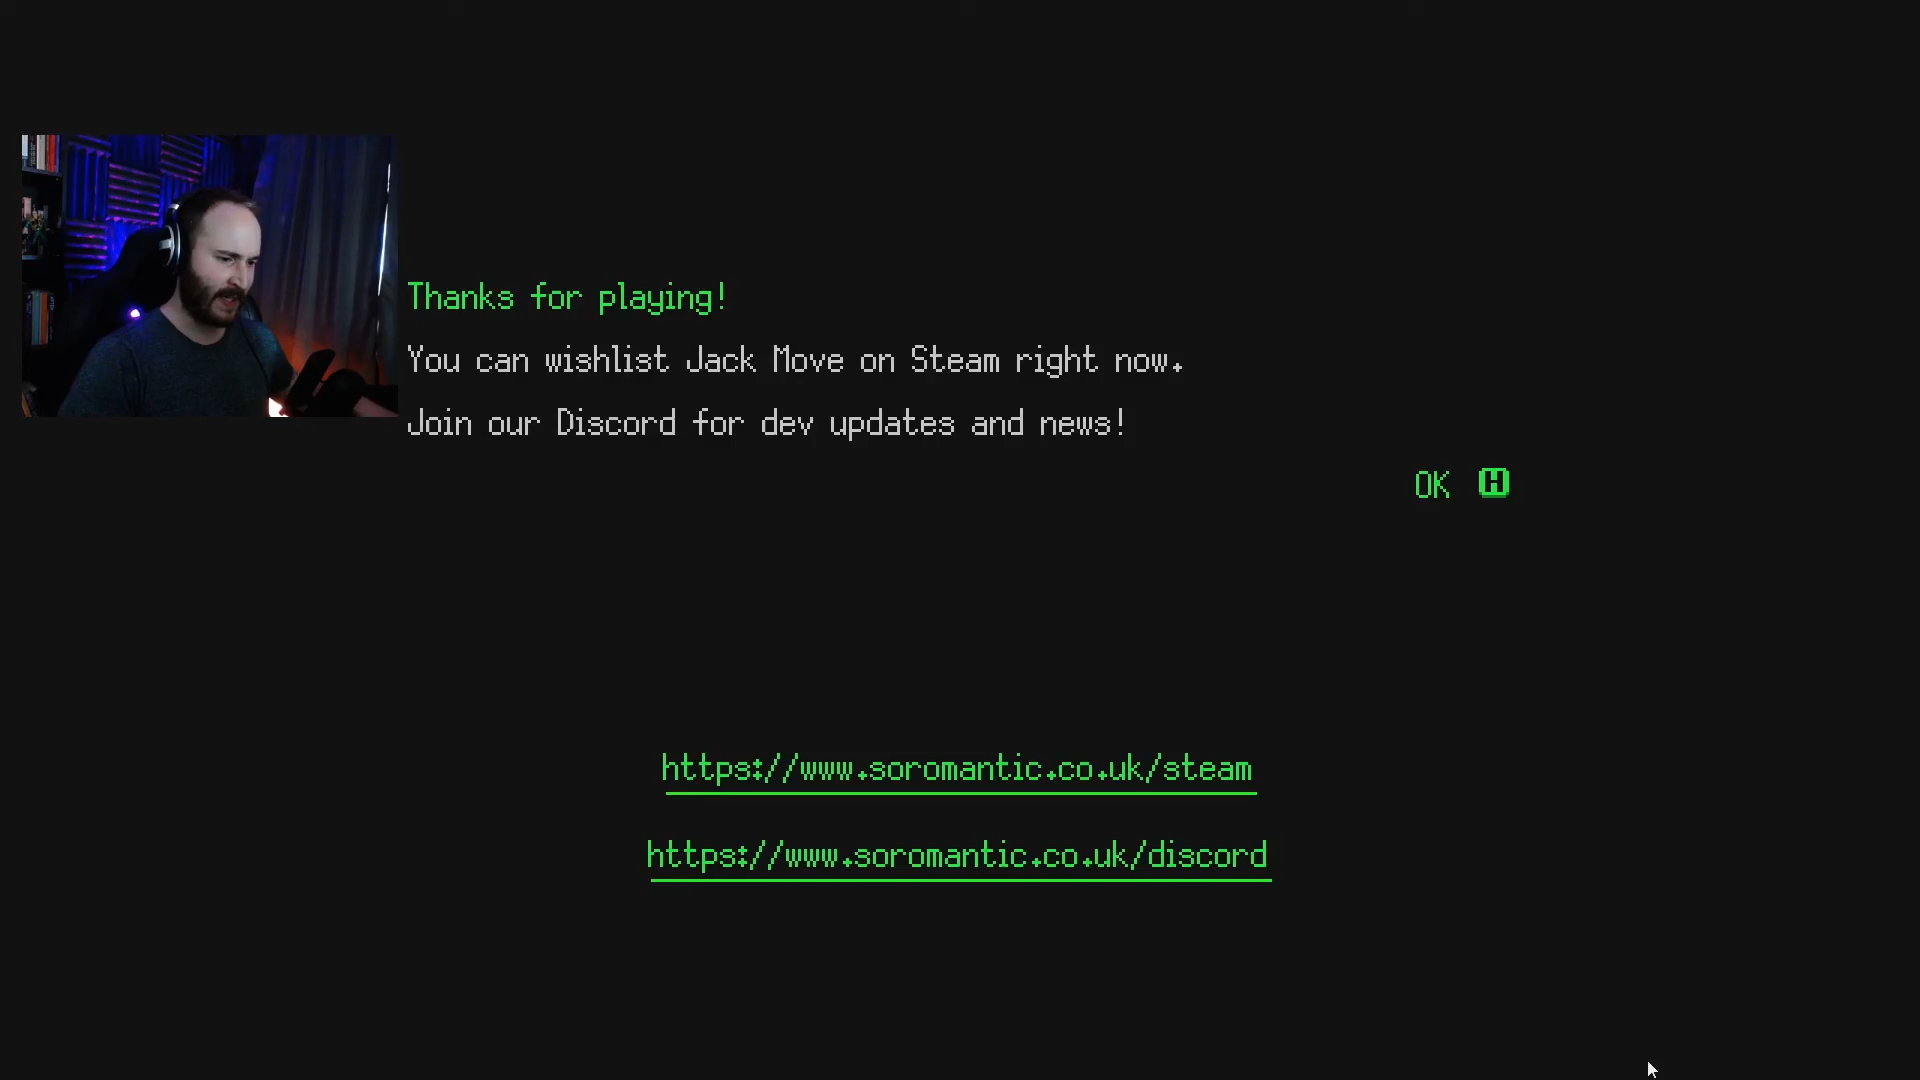 Thanks for playing!
You can wishlist Jack Move on Steam right now.
Join our Discord for dev updates and news!
OK H
https://www.soromantic.co.uk/steam
https://www.soromantic.co.uk/discord